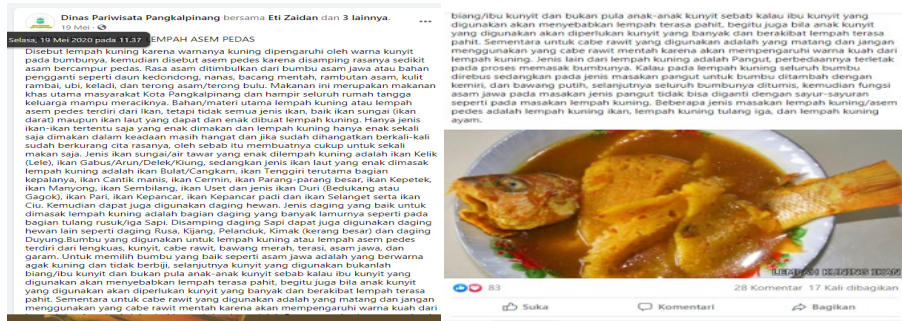 Dinas Pariwisata Pangkalpinang bersama Eti Zaidan dan 3 lainnya.
19 Mei
Selasa, 19 Mei 2020 pada 11.37
LEMPAH ASEM PEDAS
Disebut lempah kuning karena warnanya kuning dipengaruhi oleh warna kunyit
pada bumbunya, kemudian disebut asem pedes karena disamping rasanya sedikit
asam bercampur pedas. Rasa asam ditimbulkan dari bumbu asam jawa atau bahan
pengganti seperti daun kedondong, nanas, bacang mentah, rambutan asam, kulit
rambai, ubi, keladi, dan terong asam/terong bulu. Makanan ini merupakan makanan
khas utama masyarakat Kota Pangkalpinang dan hampir seluruh rumah tangga
keluarga mampu meraciknya. Bahan/materi utama lempah kuning atau lempah
asem pedes terdiri dari Ikan, tetapi tidak semua jenis ikan, baik ikan sungai (ikan
darat) maupun ikan laut yang dapat dan enak dibuat lempah kuning. Hanya jenis
ikan-ikan tertentu saja yang enak dimakan dan lempah kuning hanya enak sekali
saja dimakan dalam keadaan masih hangat dan jika sudah dihangatkan berkali-kali
sudah berkurang cita rasanya, oleh sebab itu membuatnya cukup untuk sekali
makan saja. Jenis ikan sungai/air tawar yang enak dilempah kuning adalah ikan Kelik
(Lele), ikan Gabus/Arun/Delek/Kiung, sedangkan jenis ikan laut yang enak dimasak
lempah kuning adalah ikan Bulat/Cangkam, ikan Tenggiri terutama bagian
kepalanya, ikan Cantik manis, ikan Cermin, ikan Parang-parang besar, ikan Kepetek,
ikan Manyong, ikan Sembilang, ikan Uset dan jenis ikan Duri (Bedukang atau
Gagok), ikan Pari, ikan Kepancar, ikan Kepancar padi dan ikan Selanget serta ikan
Ciu. Kemudian dapat juga digunakan daging hewan. Jenis daging yang baik untuk
dimasak lempah kuning adalah bagian daging yang banyak lamurnya seperti pada
bagian tulang rusuk/iga Sapi. Disamping daging Sapi dapat juga digunakan daging
hewan lain seperti daging Rusa, Kijang, Pelanduk, Kimak (kerang besar) dan daging
Duyung.Bumbu yang digunakan untuk lempah kuning atau lempah asem pedes
terdiri dari lengkuas, kunyit, cabe rawit, bawang merah, terasi, asam jawa, dan
garam. Untuk memilih bumbu yang baik seperti asam jawa adalah yang berwarna
agak kuning dan tidak berbiji, selanjutnya kunyit yang digunakan bukanlah
biang/ibu kunyit dan bukan pula anak-anak kunyit sebab kalau ibu kunyit yang
digunakan akan menyebabkan lempah terasa pahit, begitu juga bila anak kunyit
yang digunakan akan diperlukan kunyit yang banyak dan berakibat lempah terasa
pahit. Sementara untuk cabe rawit yang digunakan adalah yang matang dan jangan
menggunakan yang cabe rawit mentah karena akan mempengaruhi warna kuah dari
biang/ibu kunyit dan bukan pula anak-anak kunyit sebab kalau ibu kunyit yang
digunakan akan menyebabkan lempah terasa pahit, begitu juga bila anak kunyit
yang digunakan akan diperlukan kunyit yang banyak dan berakibat lempah terasa
pahit. Sementara untuk cabe rawit yang digunakan adalah yang matang dan jangan
menggunakan yang cabe rawit mentah karena akan mempengaruhi warna kuah dari
lempah kuning. Jenis lain dari lempah kuning adalah Pangut, perbedaannya terletak
pada proses memasak bumbunya. Kalau pada lempah kuning seluruh bumbu
direbus sedangkan pada jenis masakan pangut untuk bumbu ditambah dengan
kemiri, dan bawang putih, selanjutnya seluruh bumbunya ditumis, kemudian fungsi
asam jawa pada masakan jenis pangut tidak bisa diganti dengan sayur-sayuran
seperti pada masakan lempah kuning. Beberapa jenis masakan lempah kuning/asem
pedes adalah lempah kuning ikan, lempah kuning tulang iga, dan lempah kuning
ayam.
LEMPAH KUNING IKAN
83
28 Komentar 17 Kali dibagikan
Suka
Komentari
Bagikan